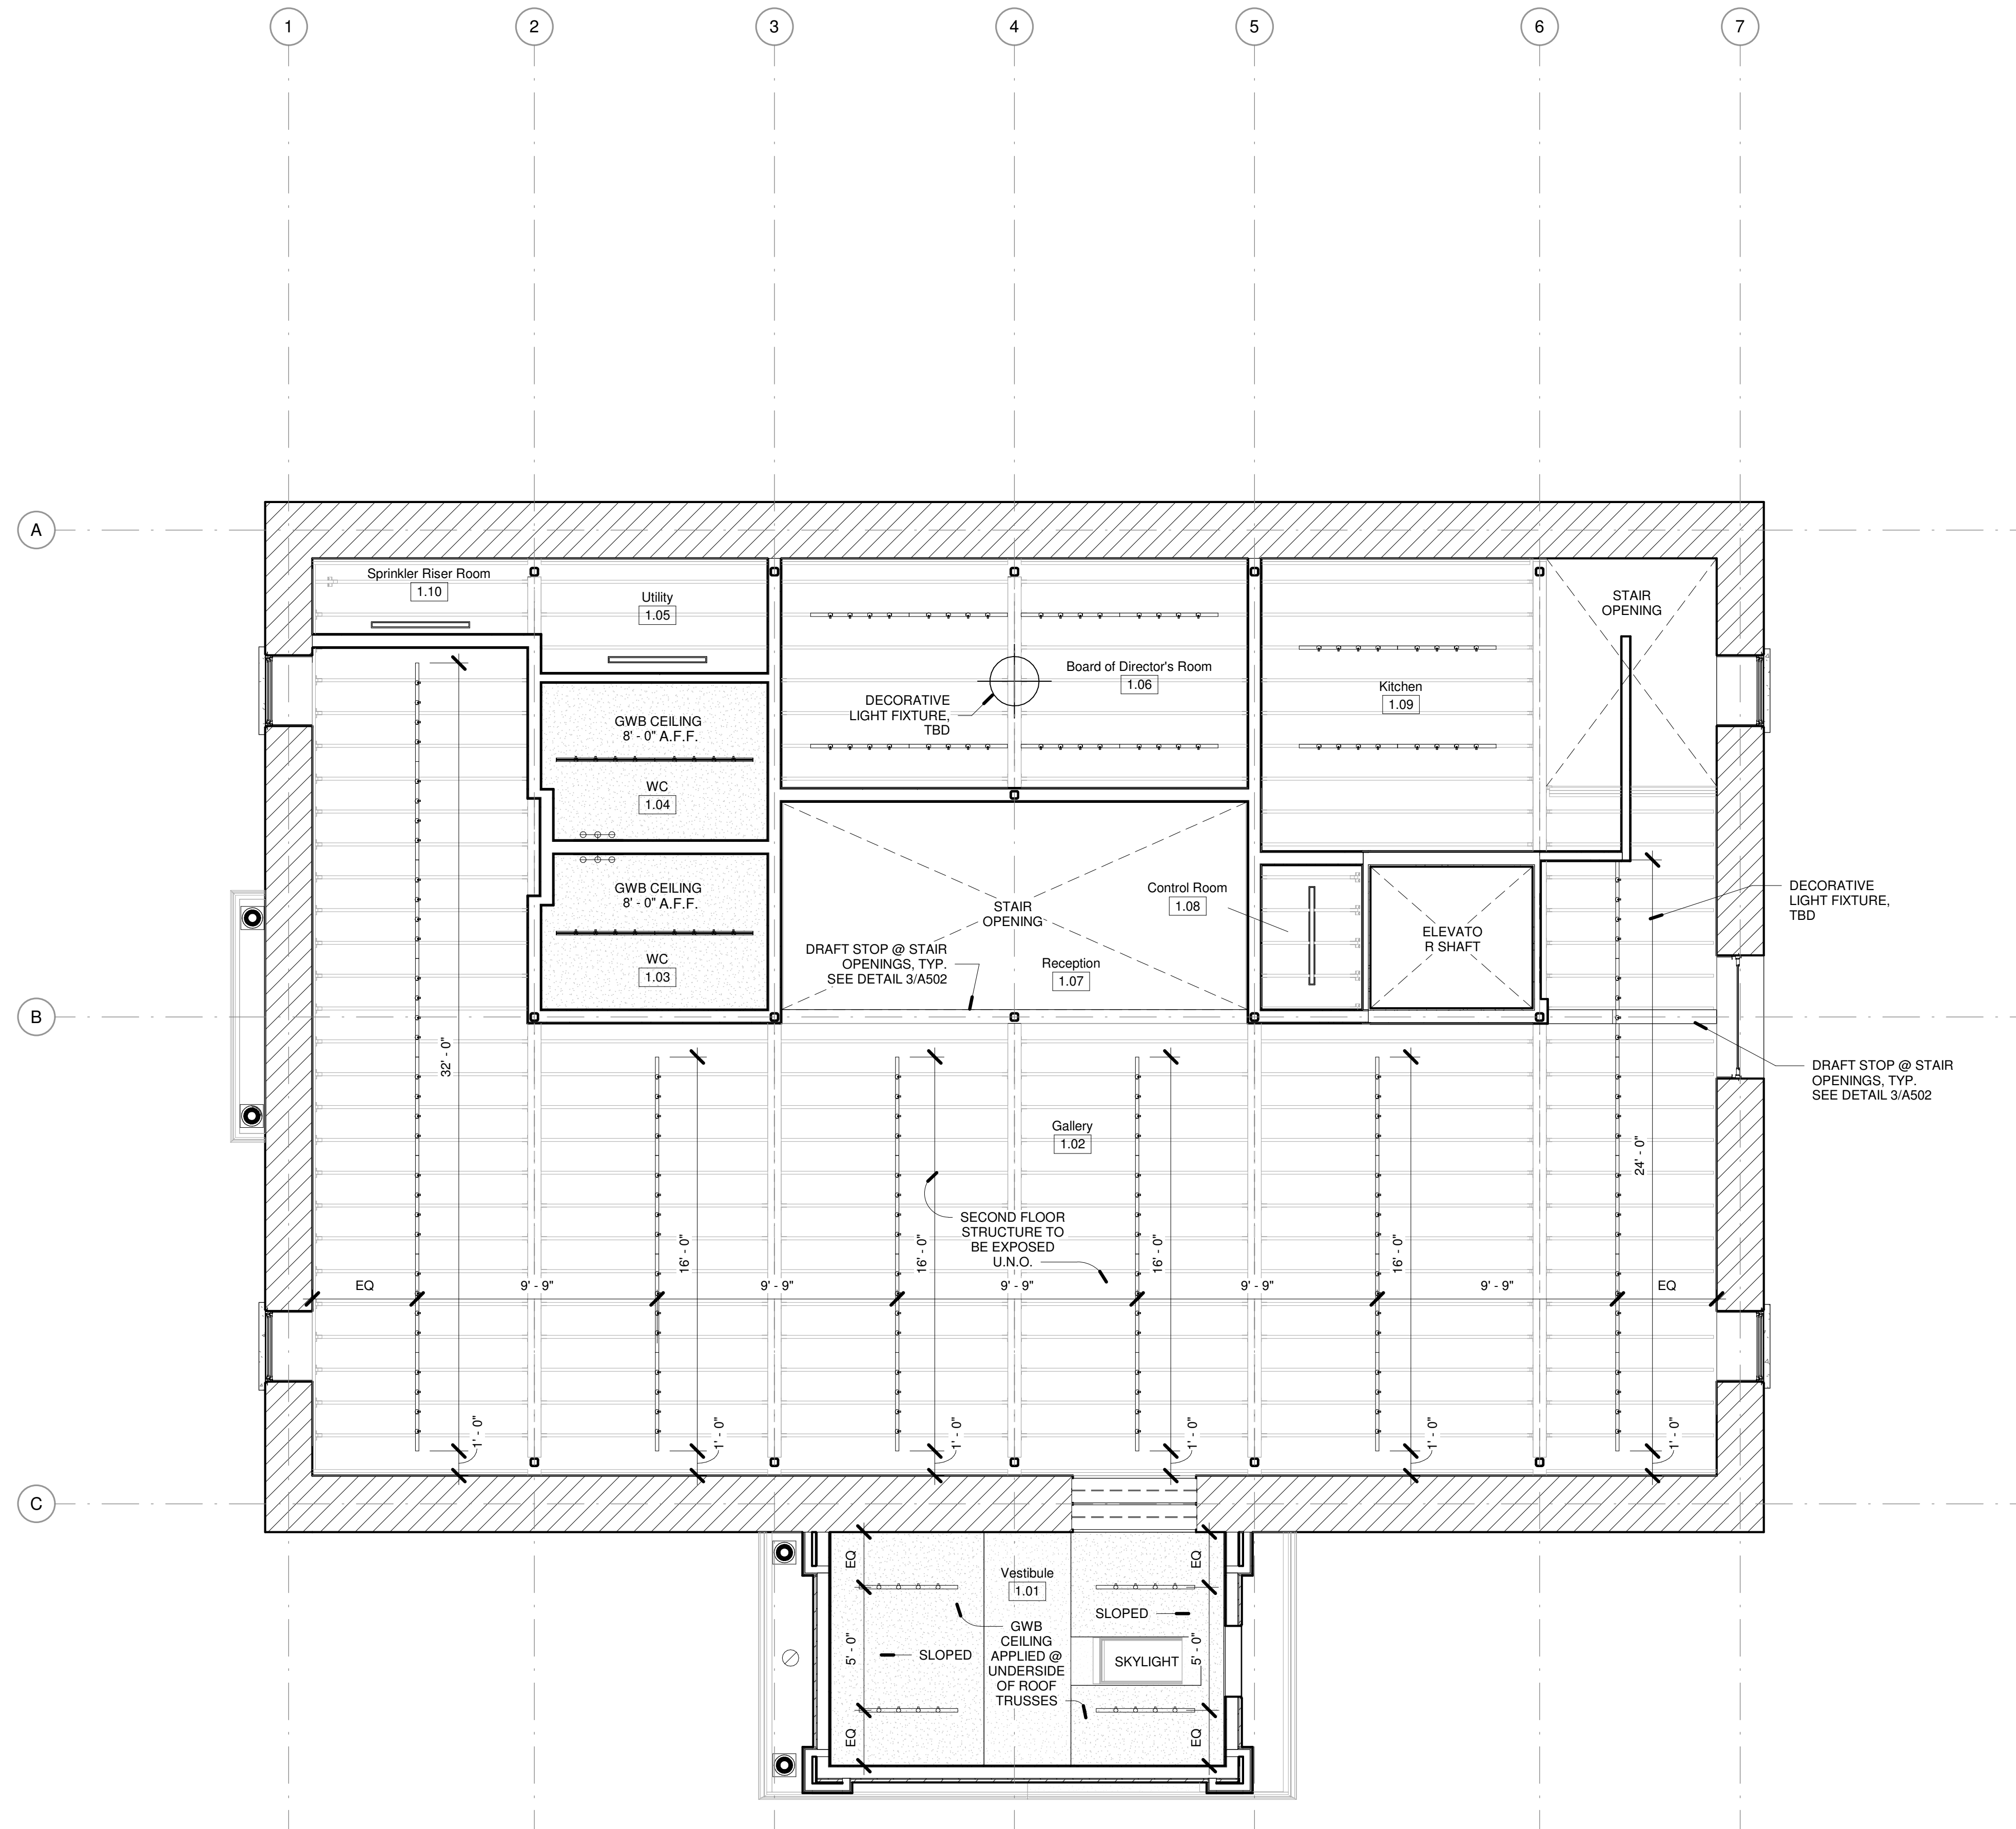 1
2
3
4
5
6
7
A
Sprinkler Riser Room
1.10
Utility
1.05
STAIR
OPENING
Board of Director's Room
1.06
DECORATIVE
LIGHT FIXTURE,
TBD
Kitchen
1.09
GWB CEILING
8' - 0" A.F.F.
WC
1.04
GWB CEILING
8' - 0" A.F.F.
WC
1.03
STAIR
OPENING
DRAFT STOP @ STAIR
OPENINGS, TYP.
SEE DETAIL 3/A502
Reception
1.07
Control Room
1.08
ELEVATO
R SHAFT
DECORATIVE
LIGHT FIXTURE,
TBD
B
32' - 0"
DRAFT STOP @ STAIR
OPENINGS, TYP.
SEE DETAIL 3/A502
Gallery
1.02
24' - 0"
SECOND FLOOR
STRUCTURE TO
BE EXPOSED
U.N.O.
16' - 0"
16' - 0"
16' - 0"
16' - 0"
EQ
9' - 9"
9' - 9"
9' - 9"
9' - 9"
9' - 9"
EQ
1' - 0"
1' - 0"
1' - 0"
1' - 0"
1' - 0"
1' - 0"
C
EQ
EQ
Vestibule
1.01
SLOPED
GWB
CEILING
APPLIED @
UNDERSIDE
OF ROOF
TRUSSES
5' - 0"
SLOPED
SKYLIGHT
5' - 0"
EQ
EQ